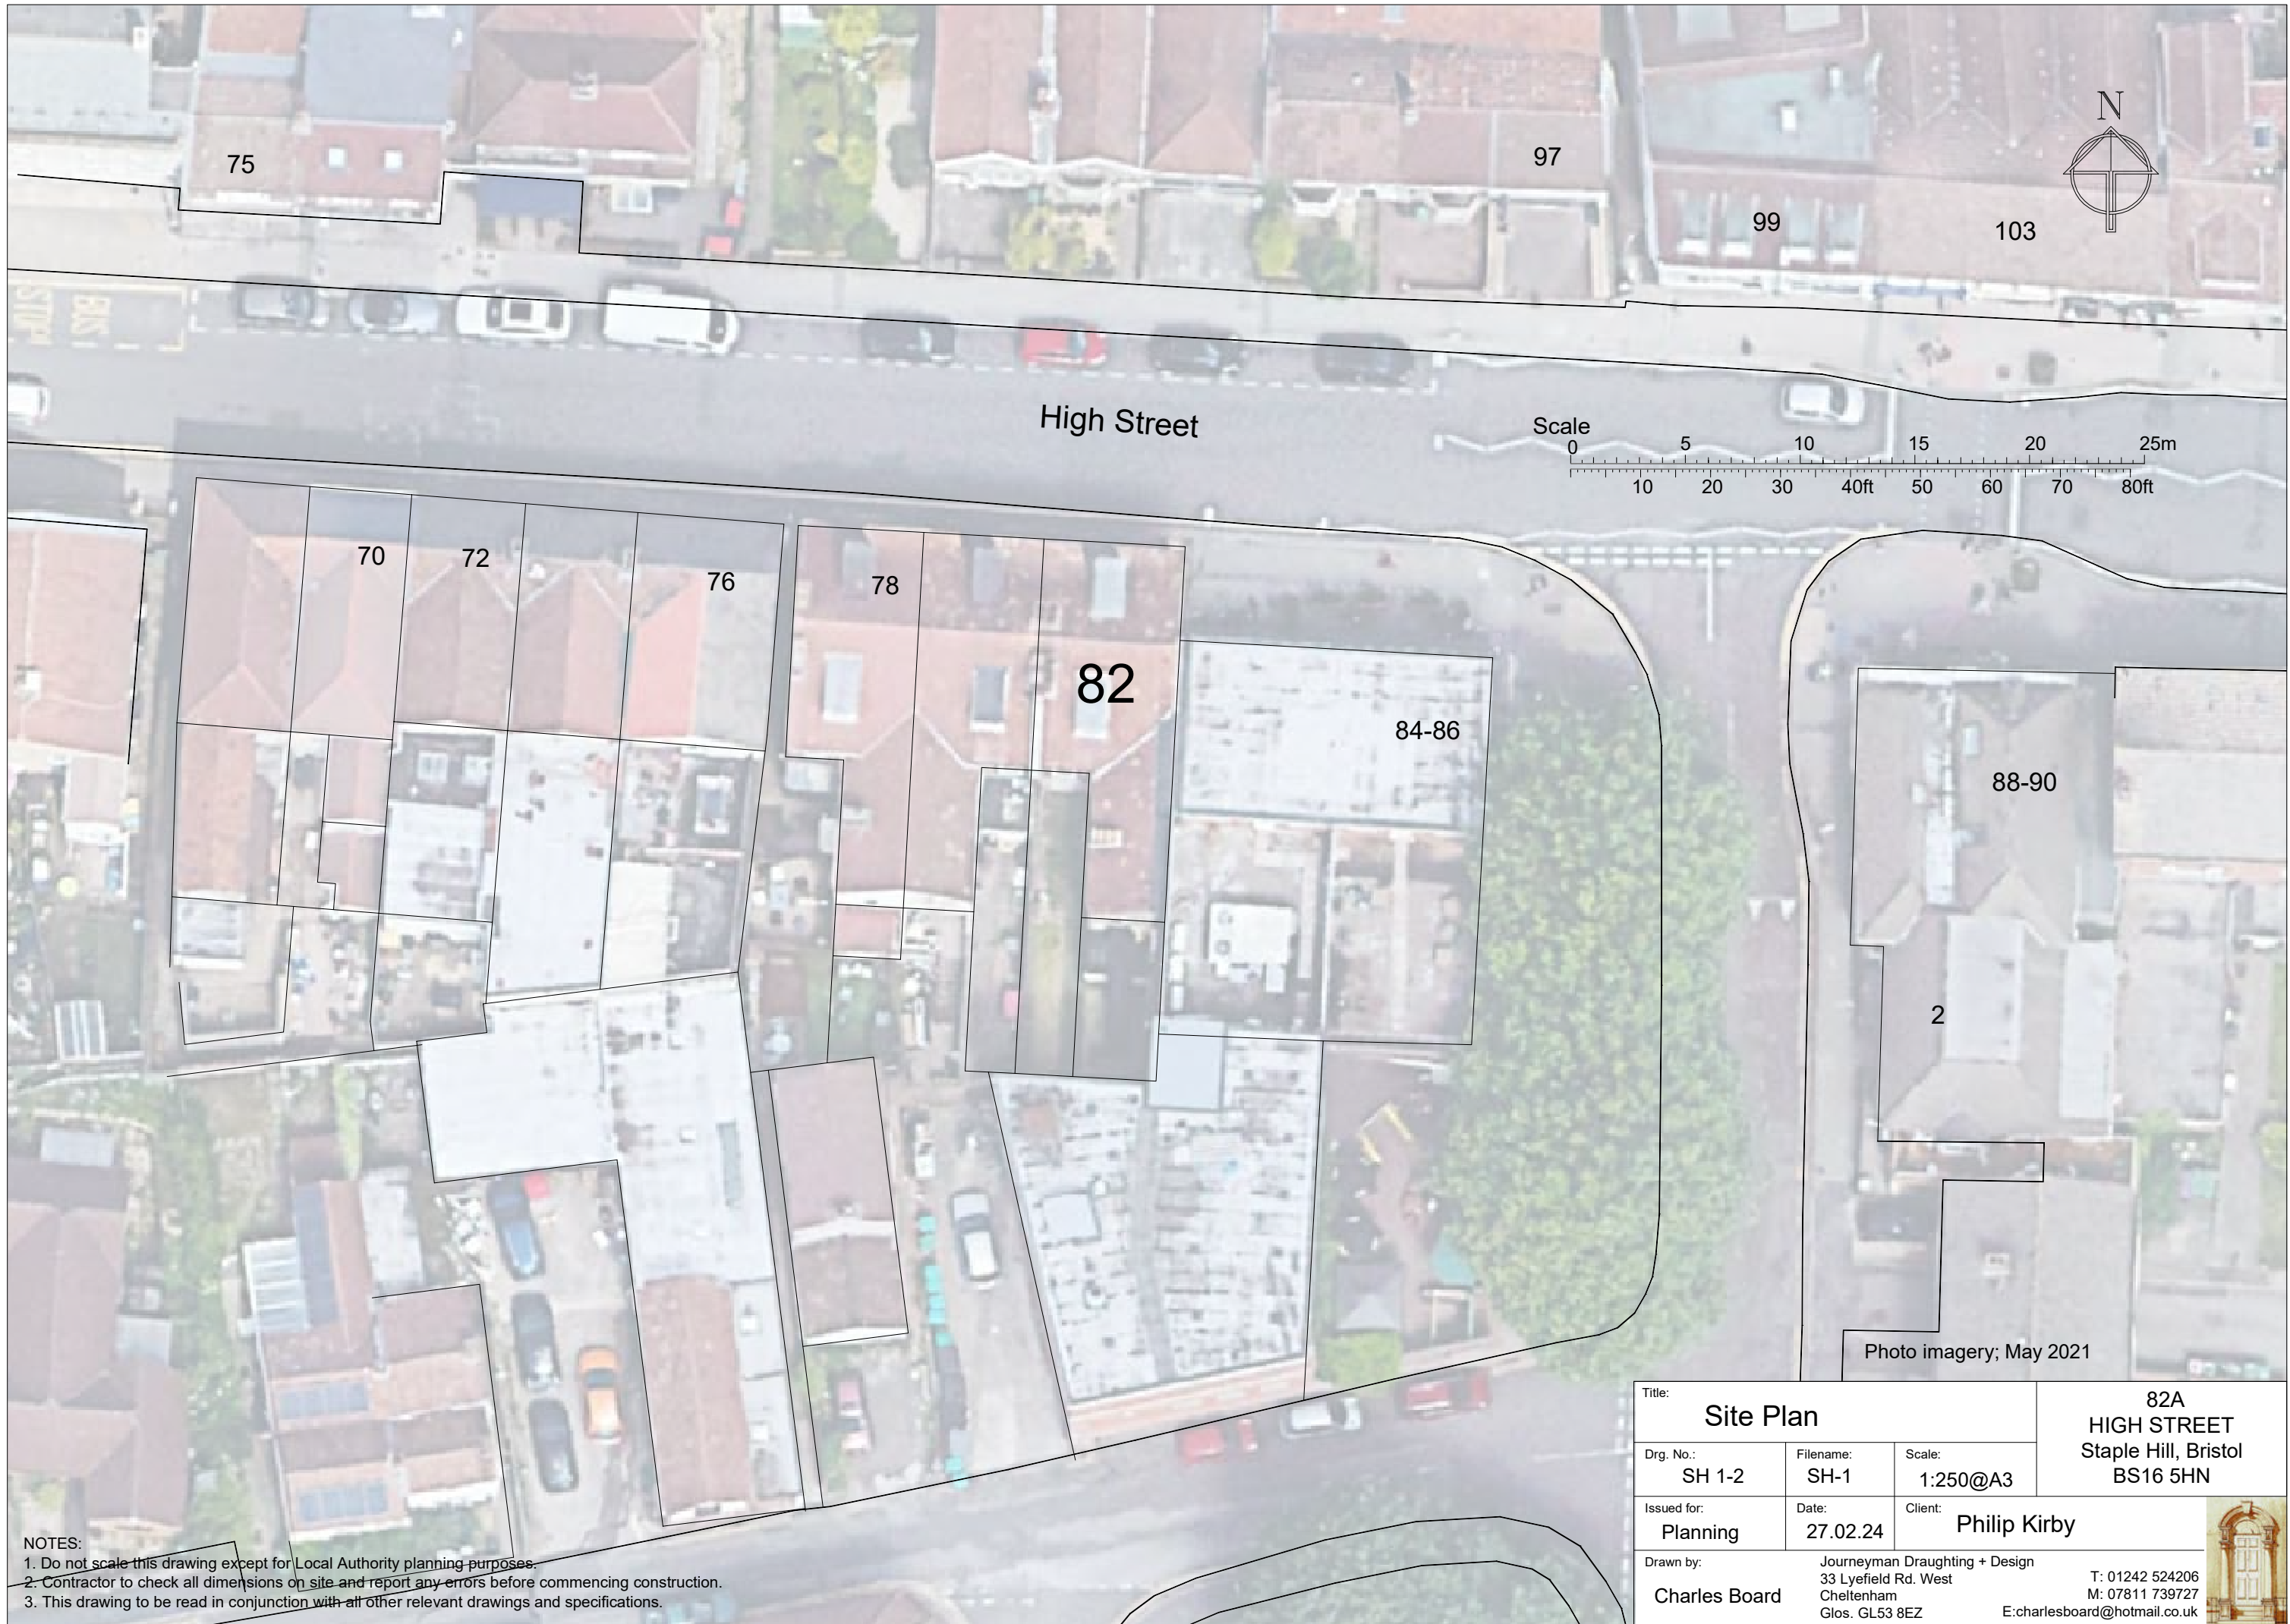 75
97
N
99
103
BUS
STOP
High Street
Scale
0 5 10 15 20 25m
10 20 30 40ft 50 60 70 80ft
70
72
76
78
82
84-86
88-90
2
Photo imagery; May 2021
Title:
Site Plan
82A
HIGH STREET
Staple Hill, Bristol
BS16 5HN
Drg. No.:
SH 1-2
Filename:
SH-1
Scale:
1:250@A3
Issued for:
Planning
Date:
27.02.24
Client:
Philip Kirby
Drawn by:
Charles Board
Journeyman Draughting + Design
33 Lyefield Rd. West
Cheltenham
Glos. GL53 8EZ
T: 01242 524206
M: 07811 739727
E:charlesboard@hotmail.co.uk
NOTES:
1. Do not scale this drawing except for Local Authority planning purposes.
2. Contractor to check all dimensions on site and report any errors before commencing construction.
3. This drawing to be read in conjunction with all other relevant drawings and specifications.